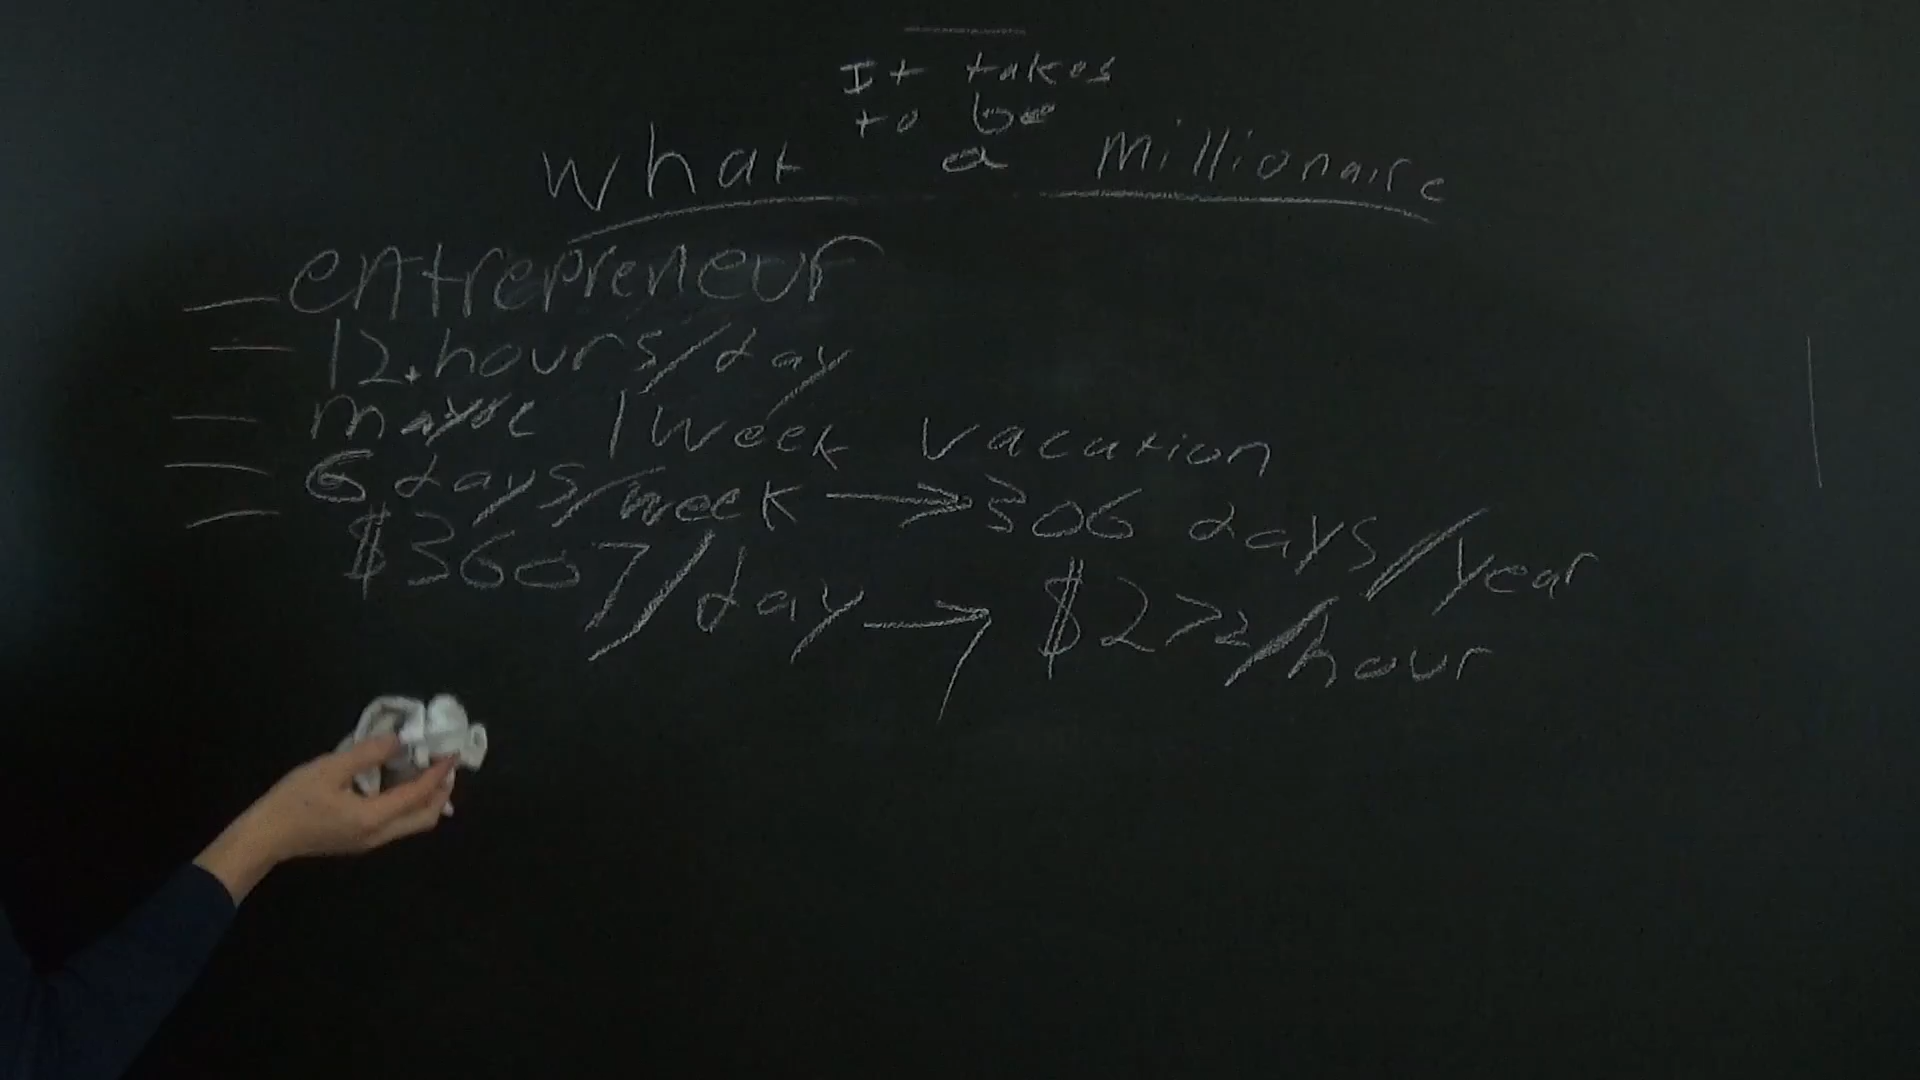 It takes
to be
what a millionaire
— entrepreneur
— 12.hours/day
— maybe 1 week vacation
— 6 days/week → 306 days/year
— $3607/day → $272/hour